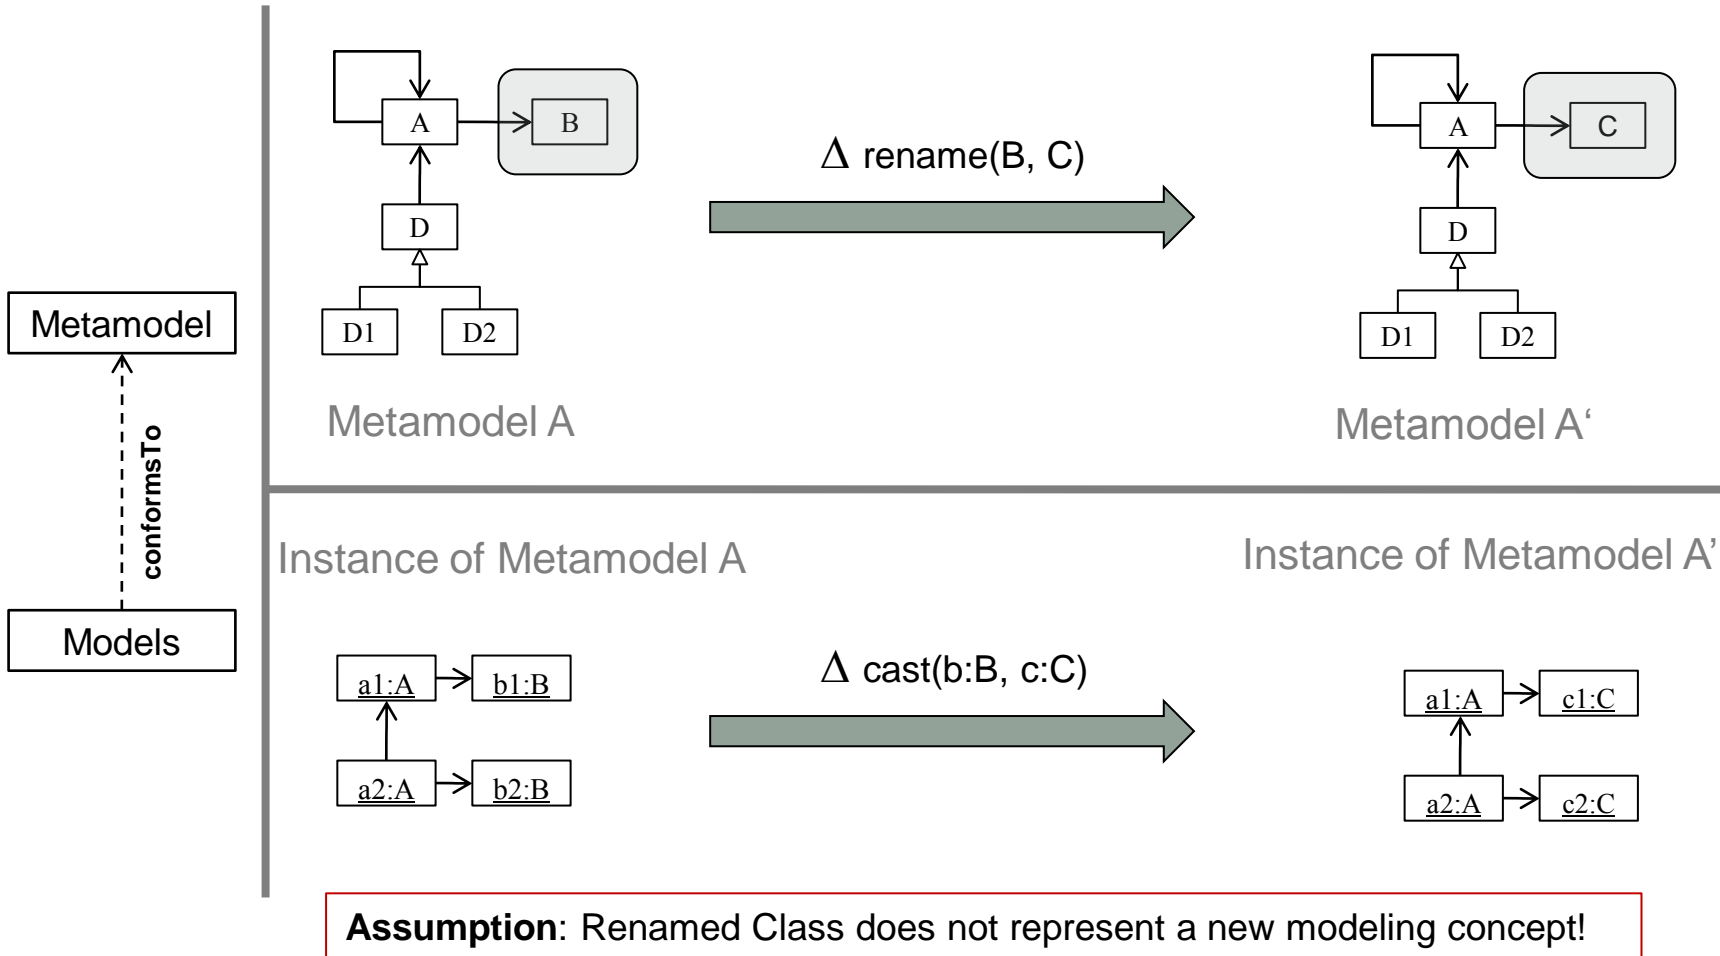 A
B
D
D1
D2
Metamodel A
Δ rename(B, C)
A
C
D
D1
D2
Metamodel A‘
Metamodel
conformsTo
Models
Instance of Metamodel A
a1:A
b1:B
a2:A
b2:B
Δ cast(b:B, c:C)
Instance of Metamodel A’
a1:A
c1:C
a2:A
c2:C
Assumption: Renamed Class does not represent a new modeling concept!